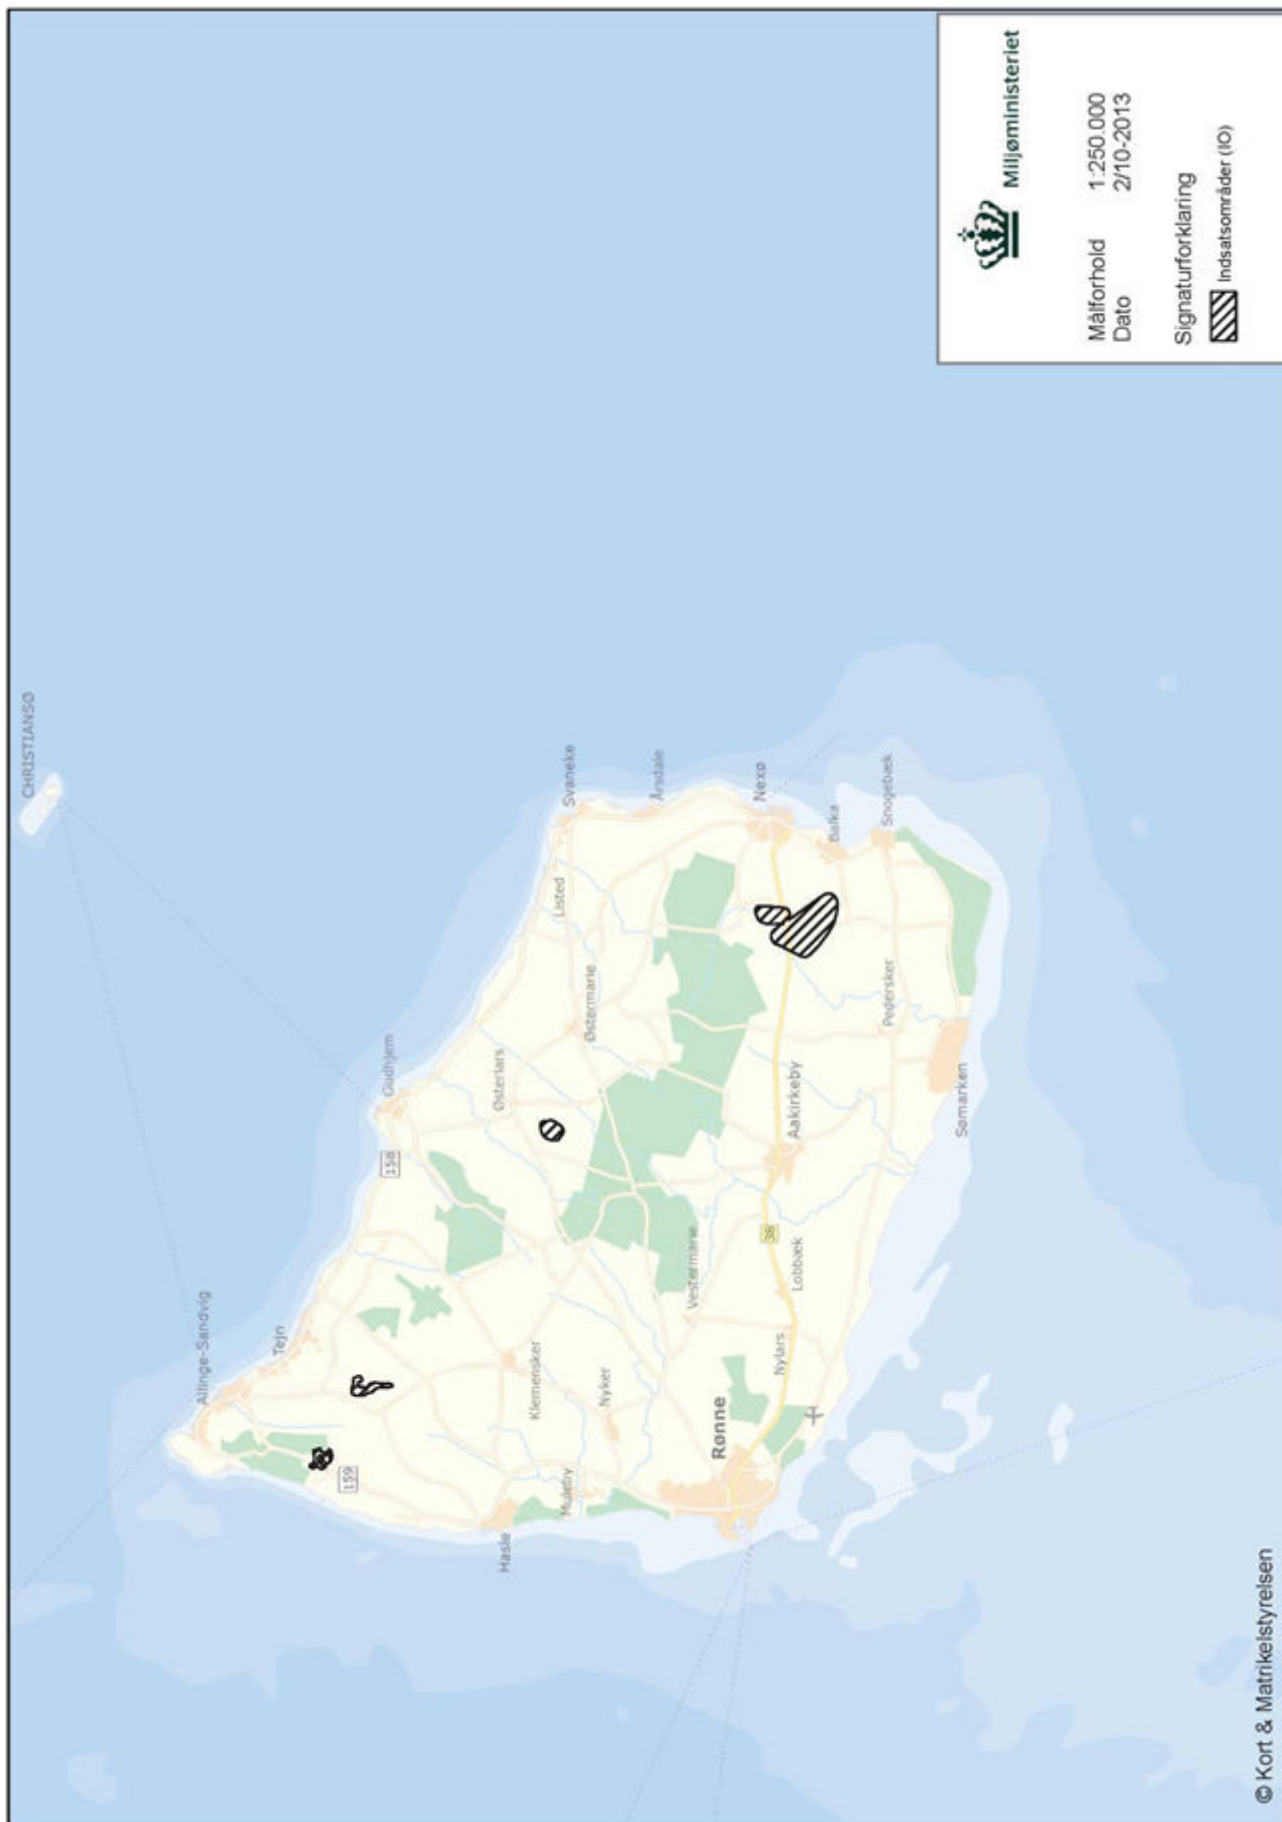 CHRISTIANSØ
Allinge-Sandvig
Tejn
Gudhjem
158
159
Østerlars
Listed
Svaneke
Østermarie
Årsdale
Klemensker
Hasle
Nyker
Muleby
Vestermarie
Rønne
Nylars
Lobbæk
38
Aakirkeby
Nexø
Balka
Snogebæk
Pedersker
Sømarken
Miljøministeriet
Målforhold 1:250.000
Dato 2/10-2013
Signaturforklaring
Indsatsområder (IO)
© Kort & Matrikelstyrelsen